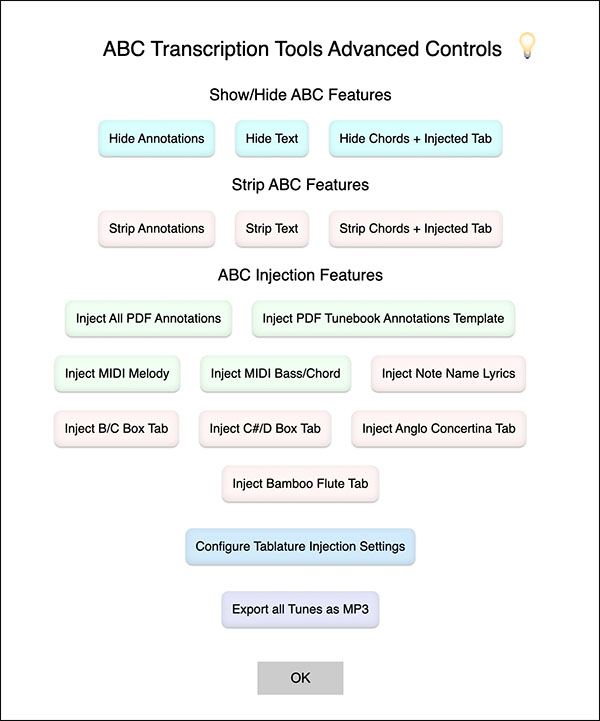 ABC Transcription Tools Advanced Controls
Show/Hide ABC Features
Hide Annotations Hide Text Hide Chords + Injected Tab
Strip ABC Features
Strip Annotations Strip Text Strip Chords + Injected Tab
ABC Injection Features
Inject All PDF Annotations Inject PDF Tunebook Annotations Template
Inject MIDI Melody Inject MIDI Bass/Chord Inject Note Name Lyrics
Inject B/C Box Tab Inject C#/D Box Tab Inject Anglo Concertina Tab
Inject Bamboo Flute Tab
Configure Tablature Injection Settings
Export all Tunes as MP3
OK